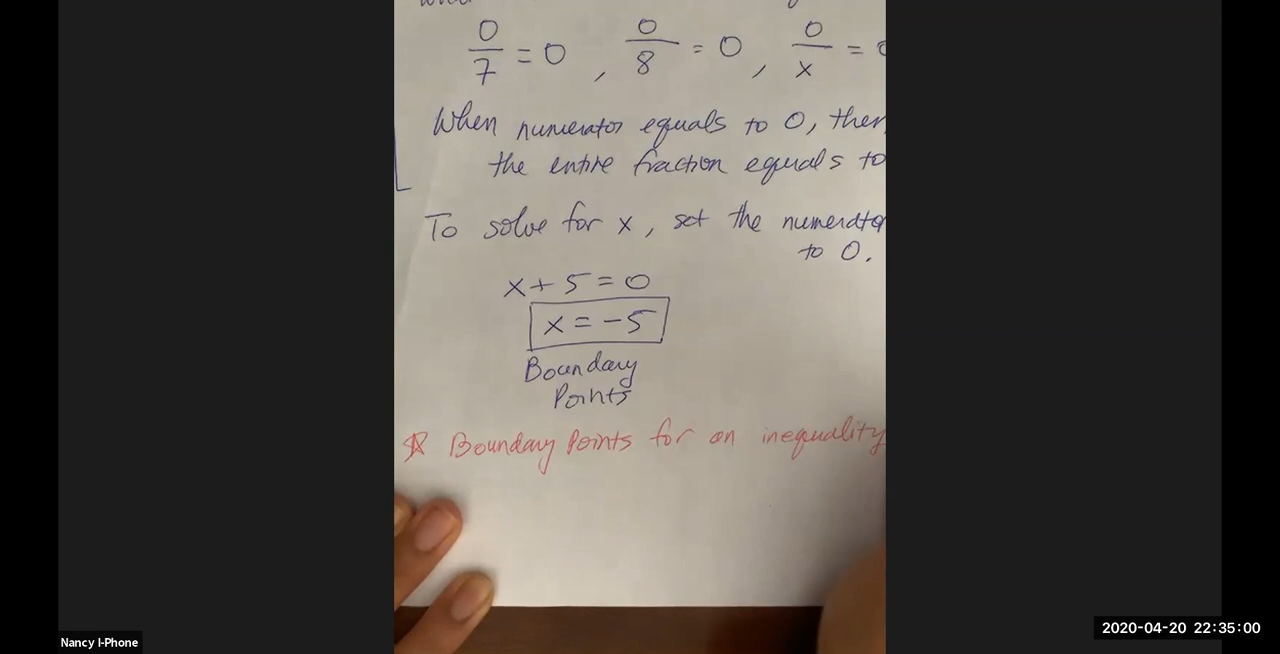 0/7 = 0 , 0/8 = 0 , 0/x =
When numerator equals to 0, then
the entire fraction equals to
To solve for x, set the numerator
to 0.
x + 5 = 0
x = -5
Boundary
Points
☆ Boundary Points for an inequality
Nancy I-Phone
2020-04-20 22:35:00